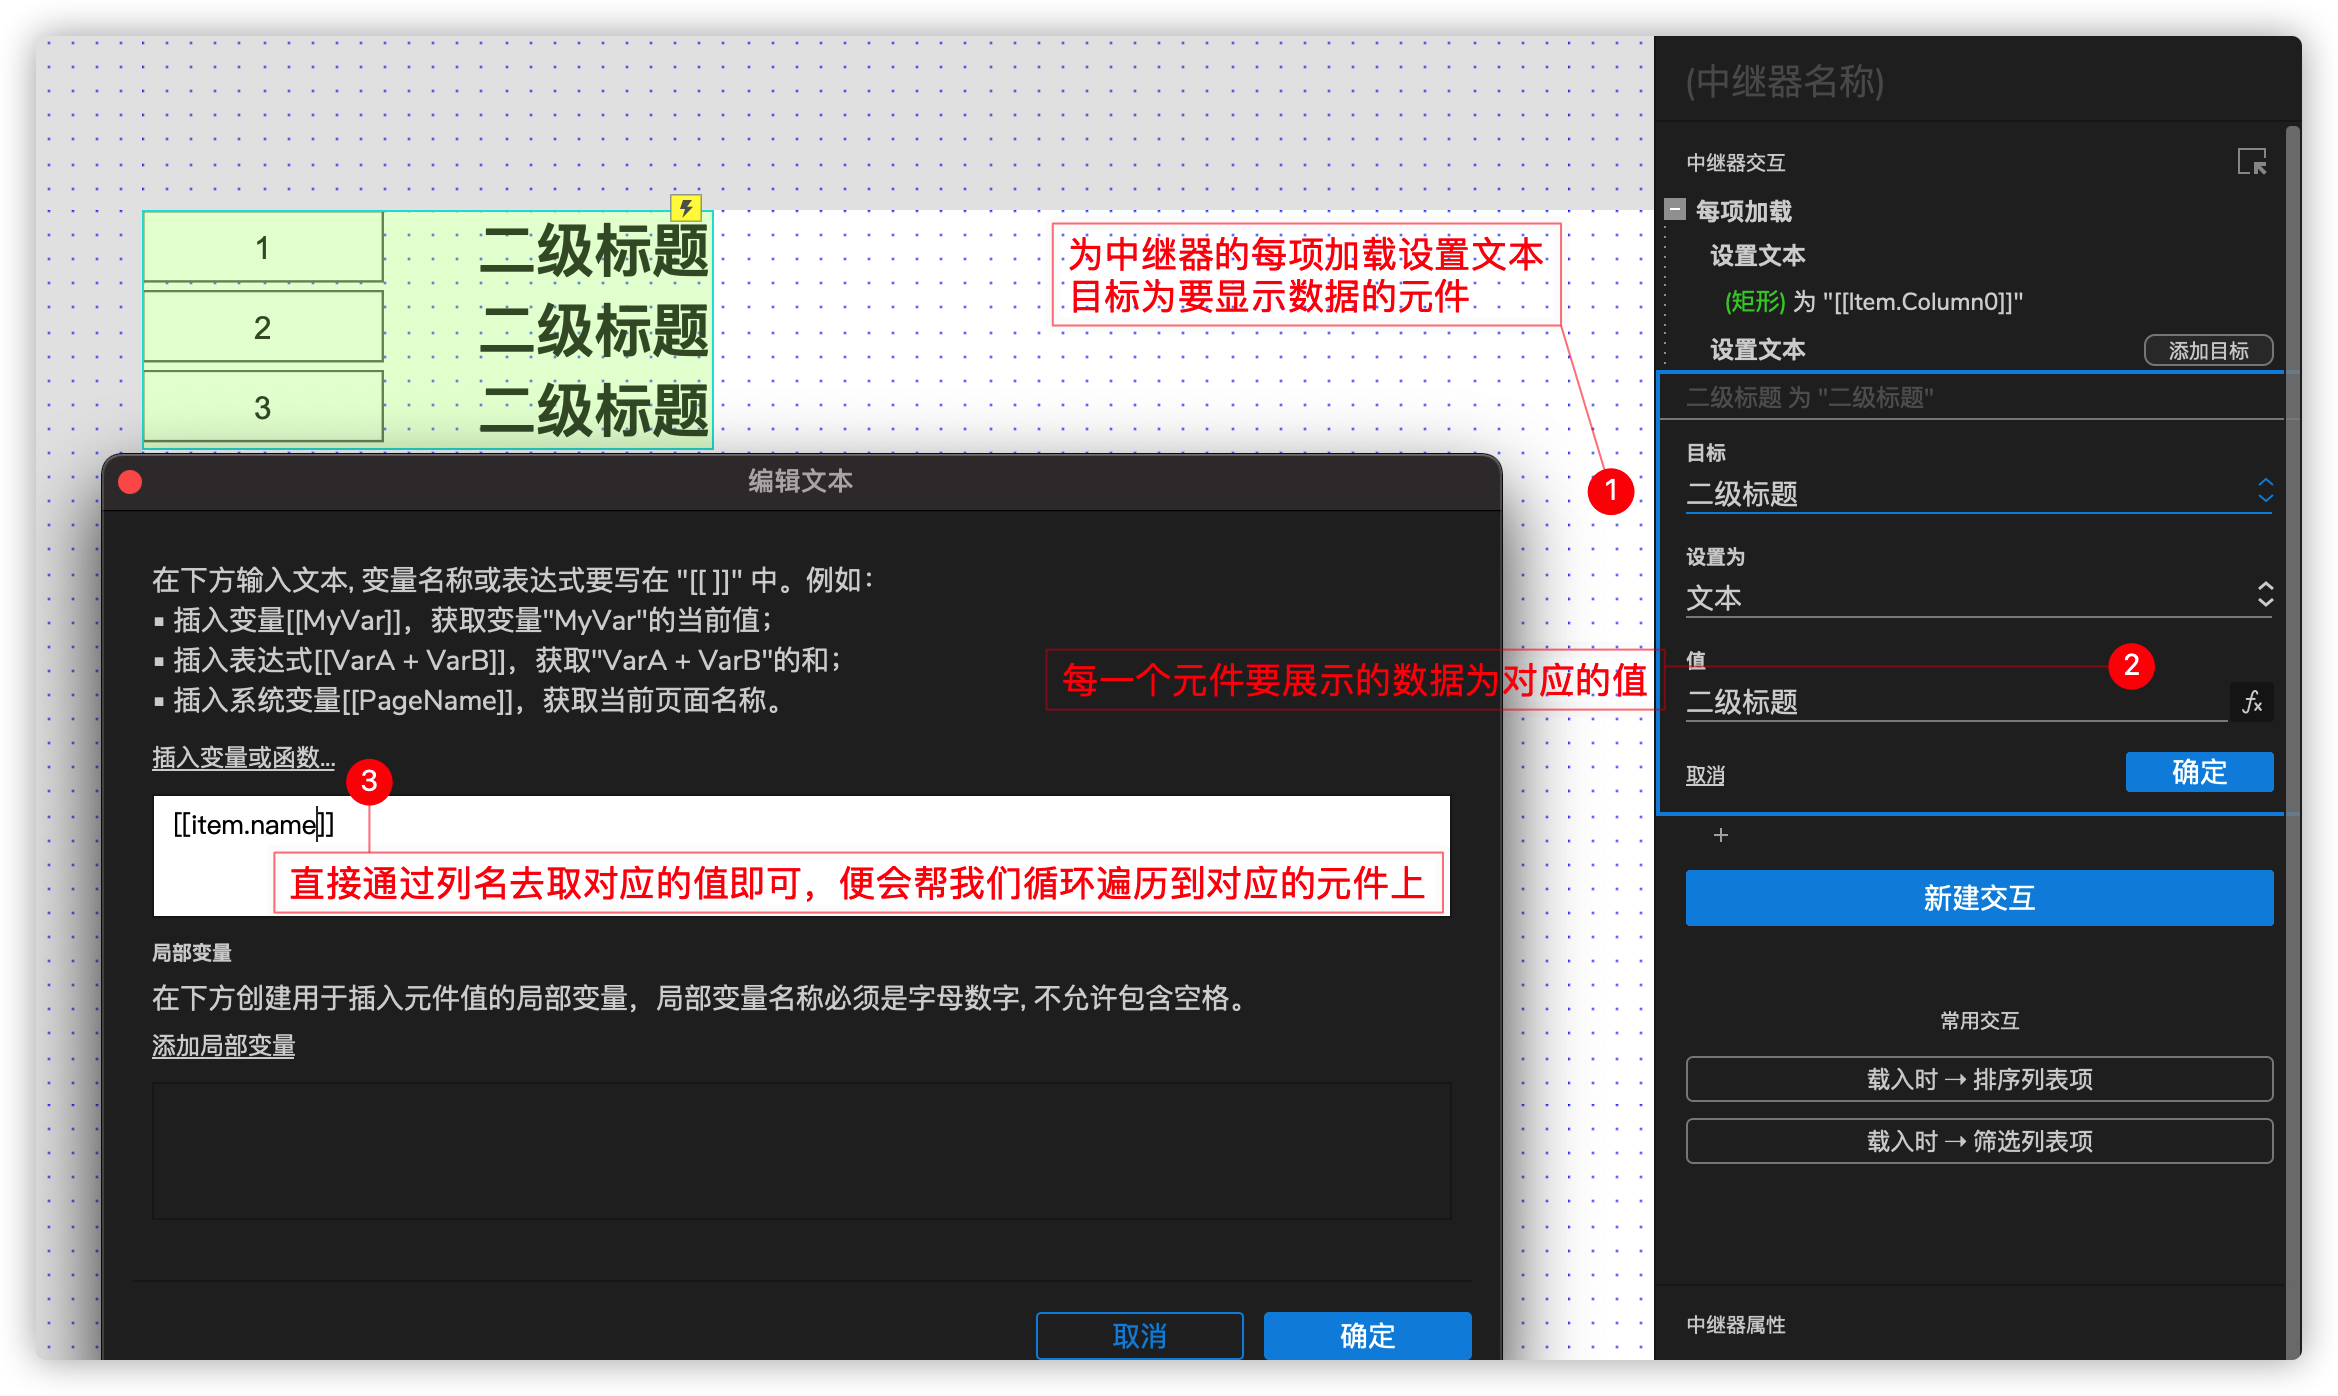 1
二级标题
2
二级标题
3
二级标题
为中继器的每项加载设置文本
目标为要显示数据的元件
1
编辑文本
在下方输入文本, 变量名称或表达式要写在 "[[ ]]" 中。例如：
▪ 插入变量[[MyVar]]，获取变量"MyVar"的当前值；
▪ 插入表达式[[VarA + VarB]]，获取"VarA + VarB"的和；
▪ 插入系统变量[[PageName]]，获取当前页面名称。
每一个元件要展示的数据为对应的值
2
插入变量或函数...
3
[[item.name]]
直接通过列名去取对应的值即可，便会帮我们循环遍历到对应的元件上
局部变量
在下方创建用于插入元件值的局部变量，局部变量名称必须是字母数字, 不允许包含空格。
添加局部变量
取消
确定
(中继器名称)
中继器交互
每项加载
设置文本
(矩形) 为 "[[Item.Column0]]"
设置文本
添加目标
二级标题 为 "二级标题"
目标
二级标题
设置为
文本
值
二级标题
fx
取消
确定
+
新建交互
常用交互
载入时 → 排序列表项
载入时 → 筛选列表项
中继器属性